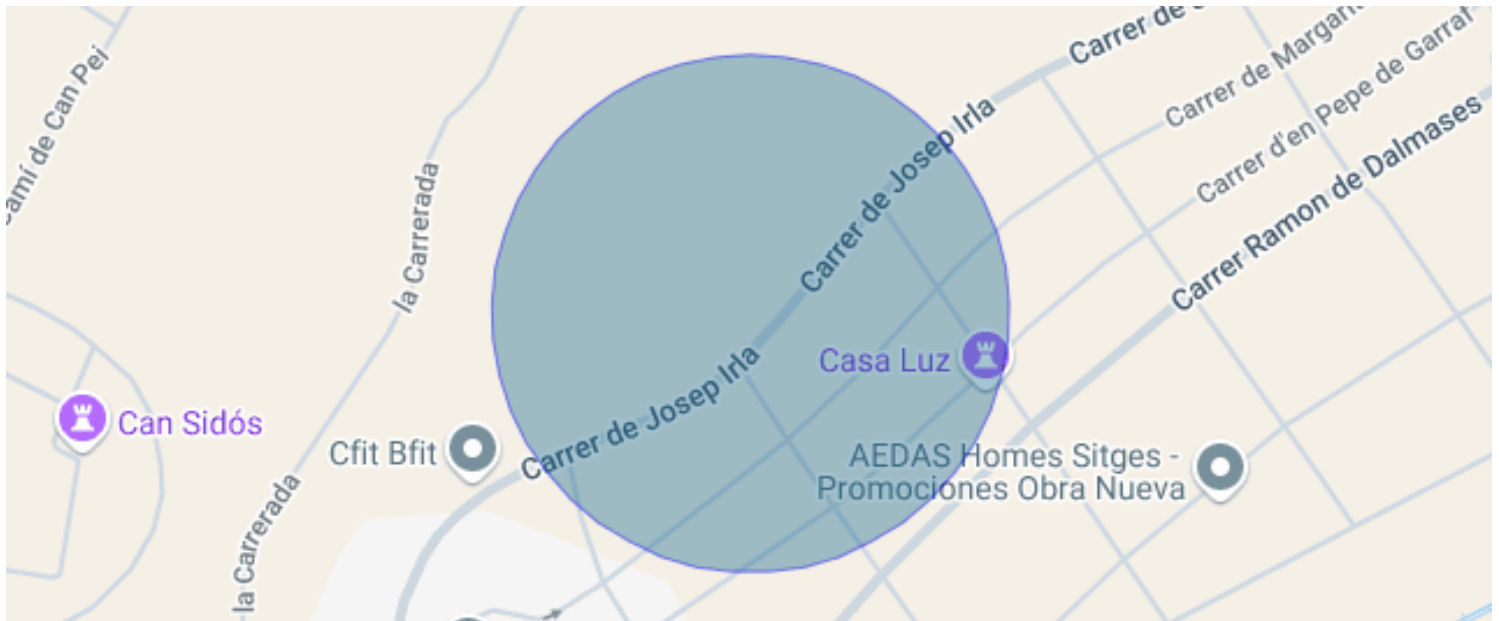 Carrer de J
Camí de Can Pei
Carrer de Josep Irla
Carrer de Margari
Carrer d'en Pepe de Garraf
Carrer Ramon de Dalmases
la Carrerada
Carrer de Josep Irla
Casa Luz
Carrer de Josep Irla
Can Sidós
Cfit Bfit
AEDAS Homes Sitges -
Promociones Obra Nueva
la Carrerada